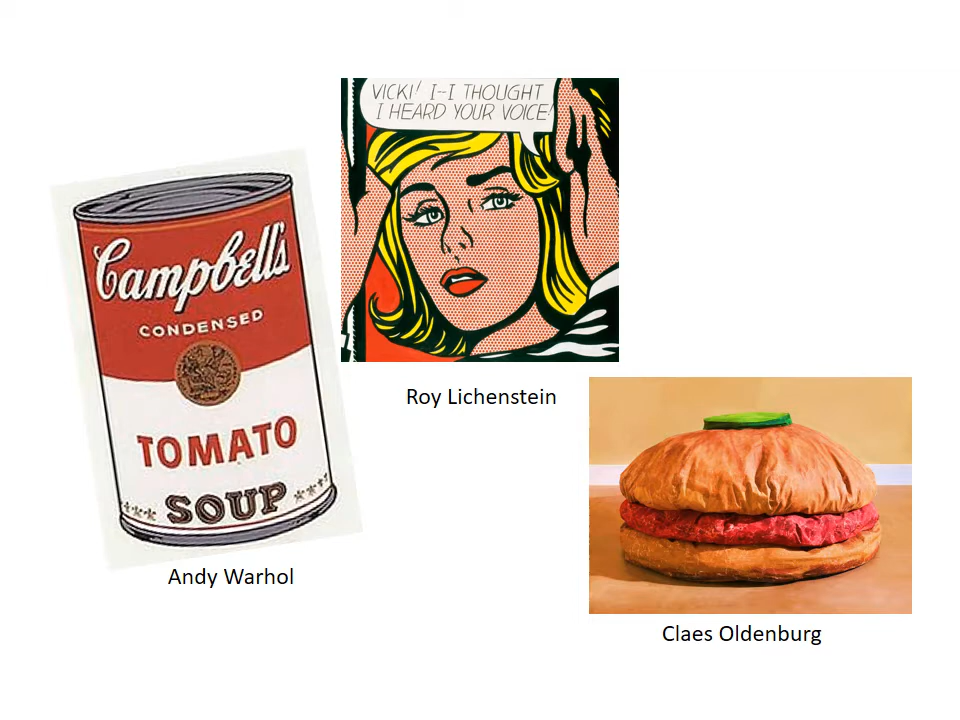 VICKI! I--I THOUGHT
I HEARD YOUR VOICE!
Campbell's
CONDENSED
TOMATO
SOUP
Roy Lichenstein
Andy Warhol
Claes Oldenburg